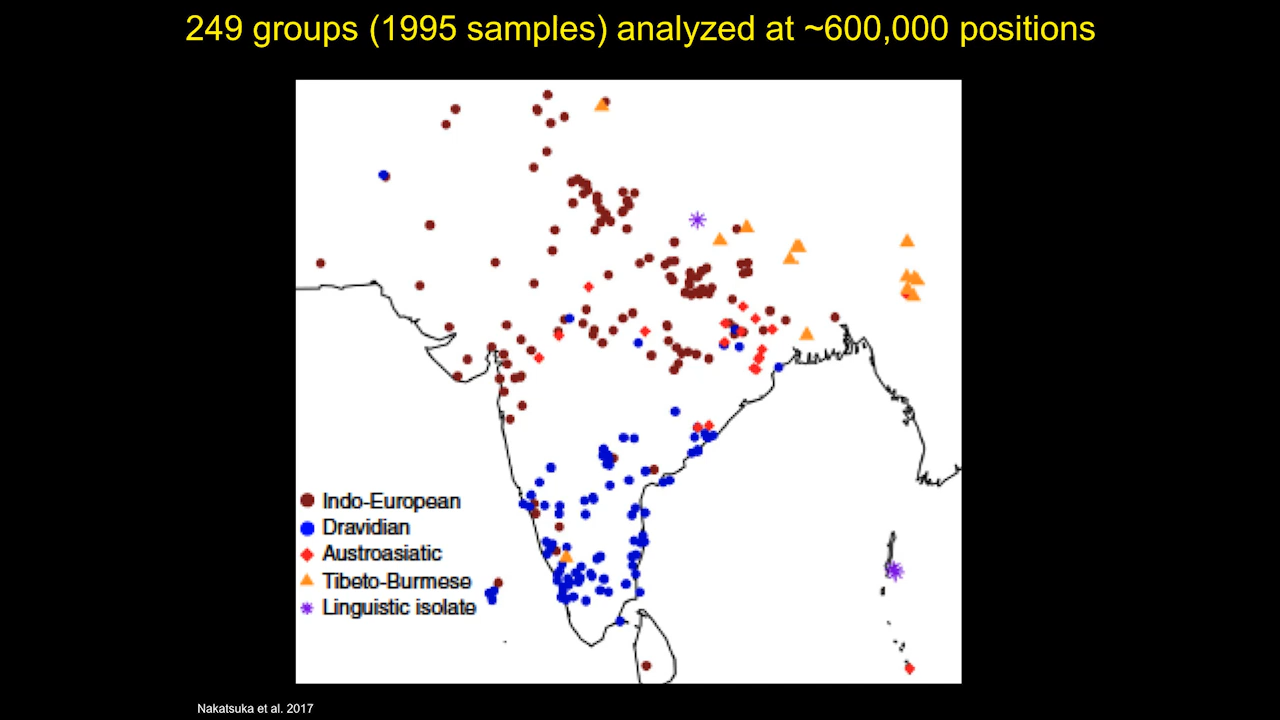 249 groups (1995 samples) analyzed at ~600,000 positions
Indo-European
Dravidian
Austroasiatic
Tibeto-Burmese
Linguistic isolate
Nakatsuka et al. 2017